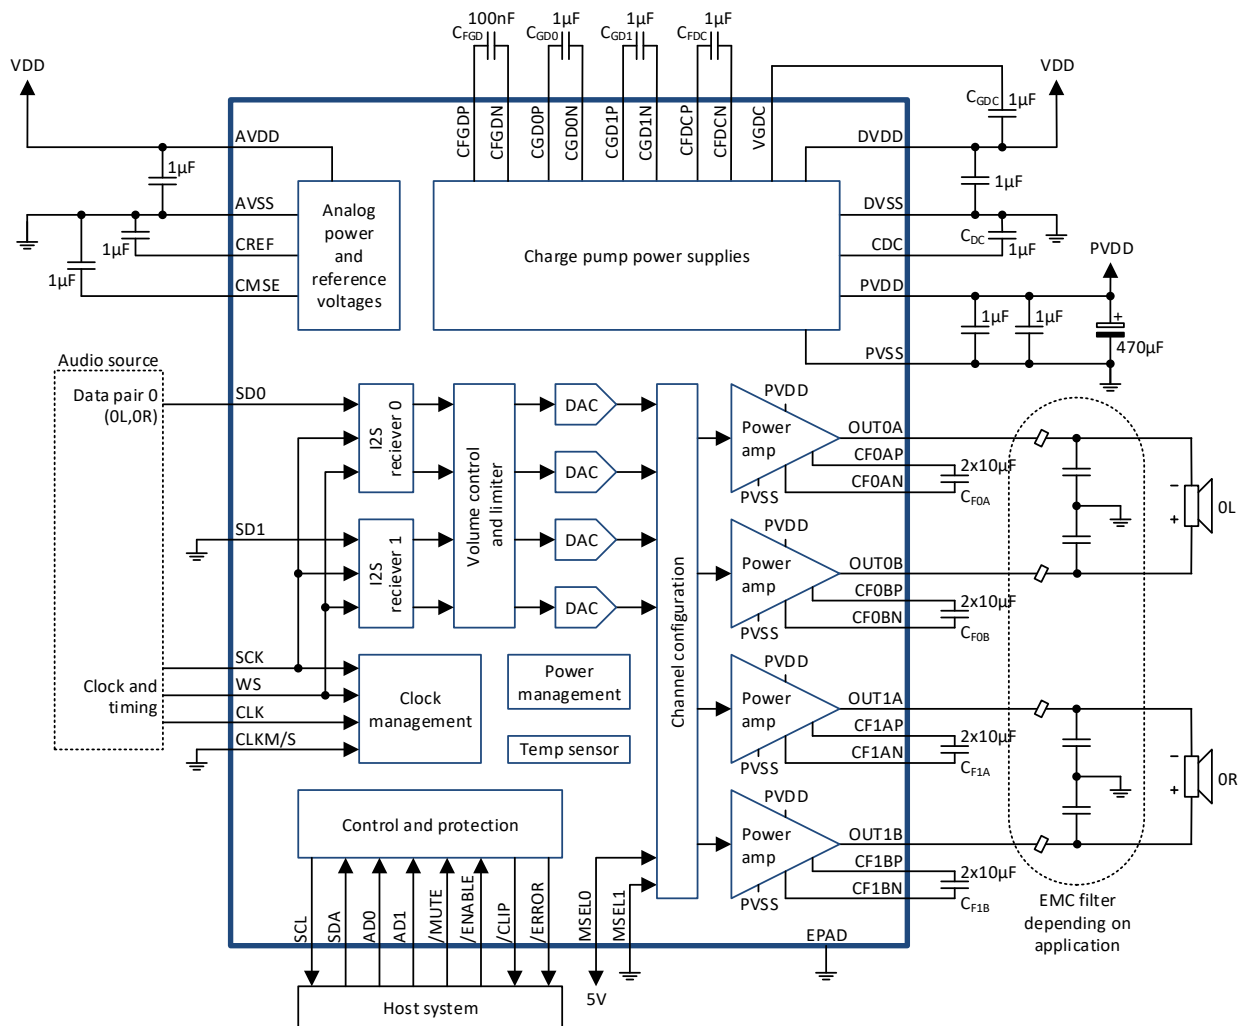 100nF
1µF
1µF
1µF
CFGD
CGD0
CGD1
CFDC
VDD
VDD
CGDC
1µF
CFGDP
CFGDN
CGD0P
CGD0N
CGD1P
CGD1N
CFDCP
CFDCN
VGDC
AVDD
DVDD
1µF
1µF
AVSS
DVSS
Analog
power
and
reference
voltages
Charge pump power supplies
1µF
CREF
CDC
CDC
1µF
1µF
CMSE
PVDD
PVDD
1µF
1µF
+
470µF
PVSS
Audio source
Data pair 0
(0L,0R)
SD0
I2S
reciever 0
Volume control
and limiter
DAC
DAC
DAC
DAC
Channel configuration
PVDD
Power
amp
PVSS
OUT0A
CF0AP
CF0AN
2x10µF
CF0A
–
+
0L
SD1
I2S
reciever 1
PVDD
Power
amp
PVSS
OUT0B
CF0BP
CF0BN
2x10µF
CF0B
SCK
WS
CLK
CLKM/S
Clock and
timing
Clock
management
Power
management
Temp sensor
PVDD
Power
amp
PVSS
OUT1A
CF1AP
CF1AN
2x10µF
CF1A
–
+
0R
Control and protection
PVDD
Power
amp
PVSS
OUT1B
CF1BP
CF1BN
2x10µF
CF1B
EMC filter
depending on
application
SCL
SDA
AD0
AD1
/MUTE
/ENABLE
/CLIP
/ERROR
MSEL0
MSEL1
EPAD
5V
Host system